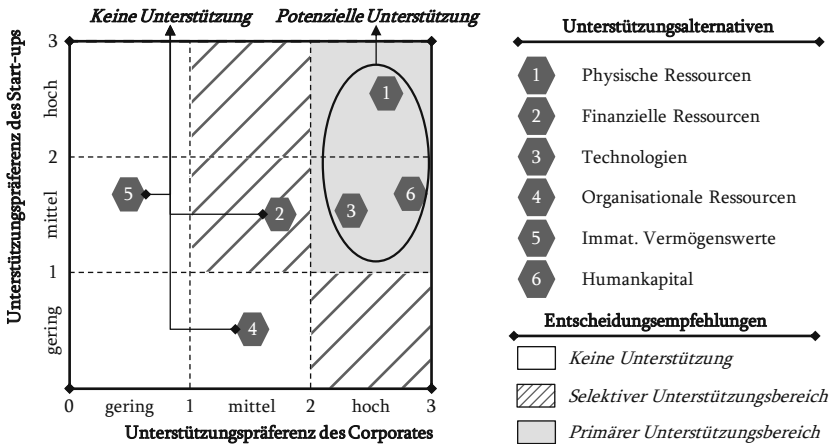 Keine Unterstützung
Potenzielle Unterstützung
Unterstützungspräferenz des Start-ups
3
hoch
2
mittel
1
gering
1
5
6
3
2
4
0
gering
1
mittel
2
hoch
3
Unterstützungspräferenz des Corporates
Unterstützungsalternativen
1 Physische Ressourcen
2 Finanzielle Ressourcen
3 Technologien
4 Organisationale Ressourcen
5 Immat. Vermögenswerte
6 Humankapital
Entscheidungsempfehlungen
Keine Unterstützung
Selektiver Unterstützungsbereich
Primärer Unterstützungsbereich